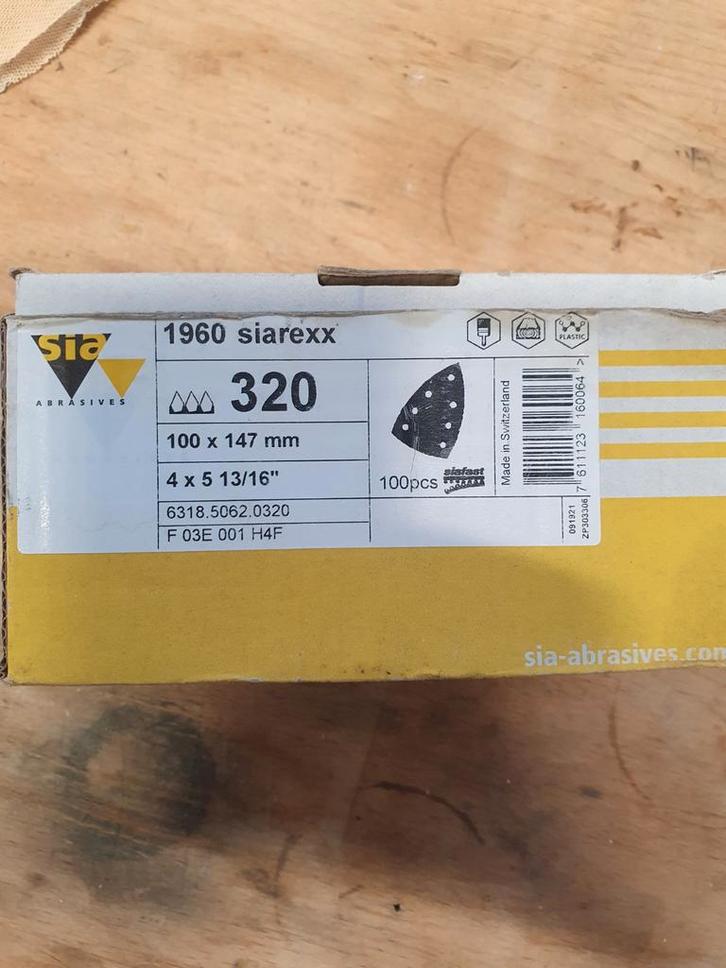 sia
ABRASIVES
1960 siarexx
PLASTIC
320
100 x 147 mm
4 x 5 13/16"
6318.5062.0320
F 03E 001 H4F
100pcs
siafast
Made in Switzerland
7 611123 160064 >
091921
ZP303306
sia-abrasives.com